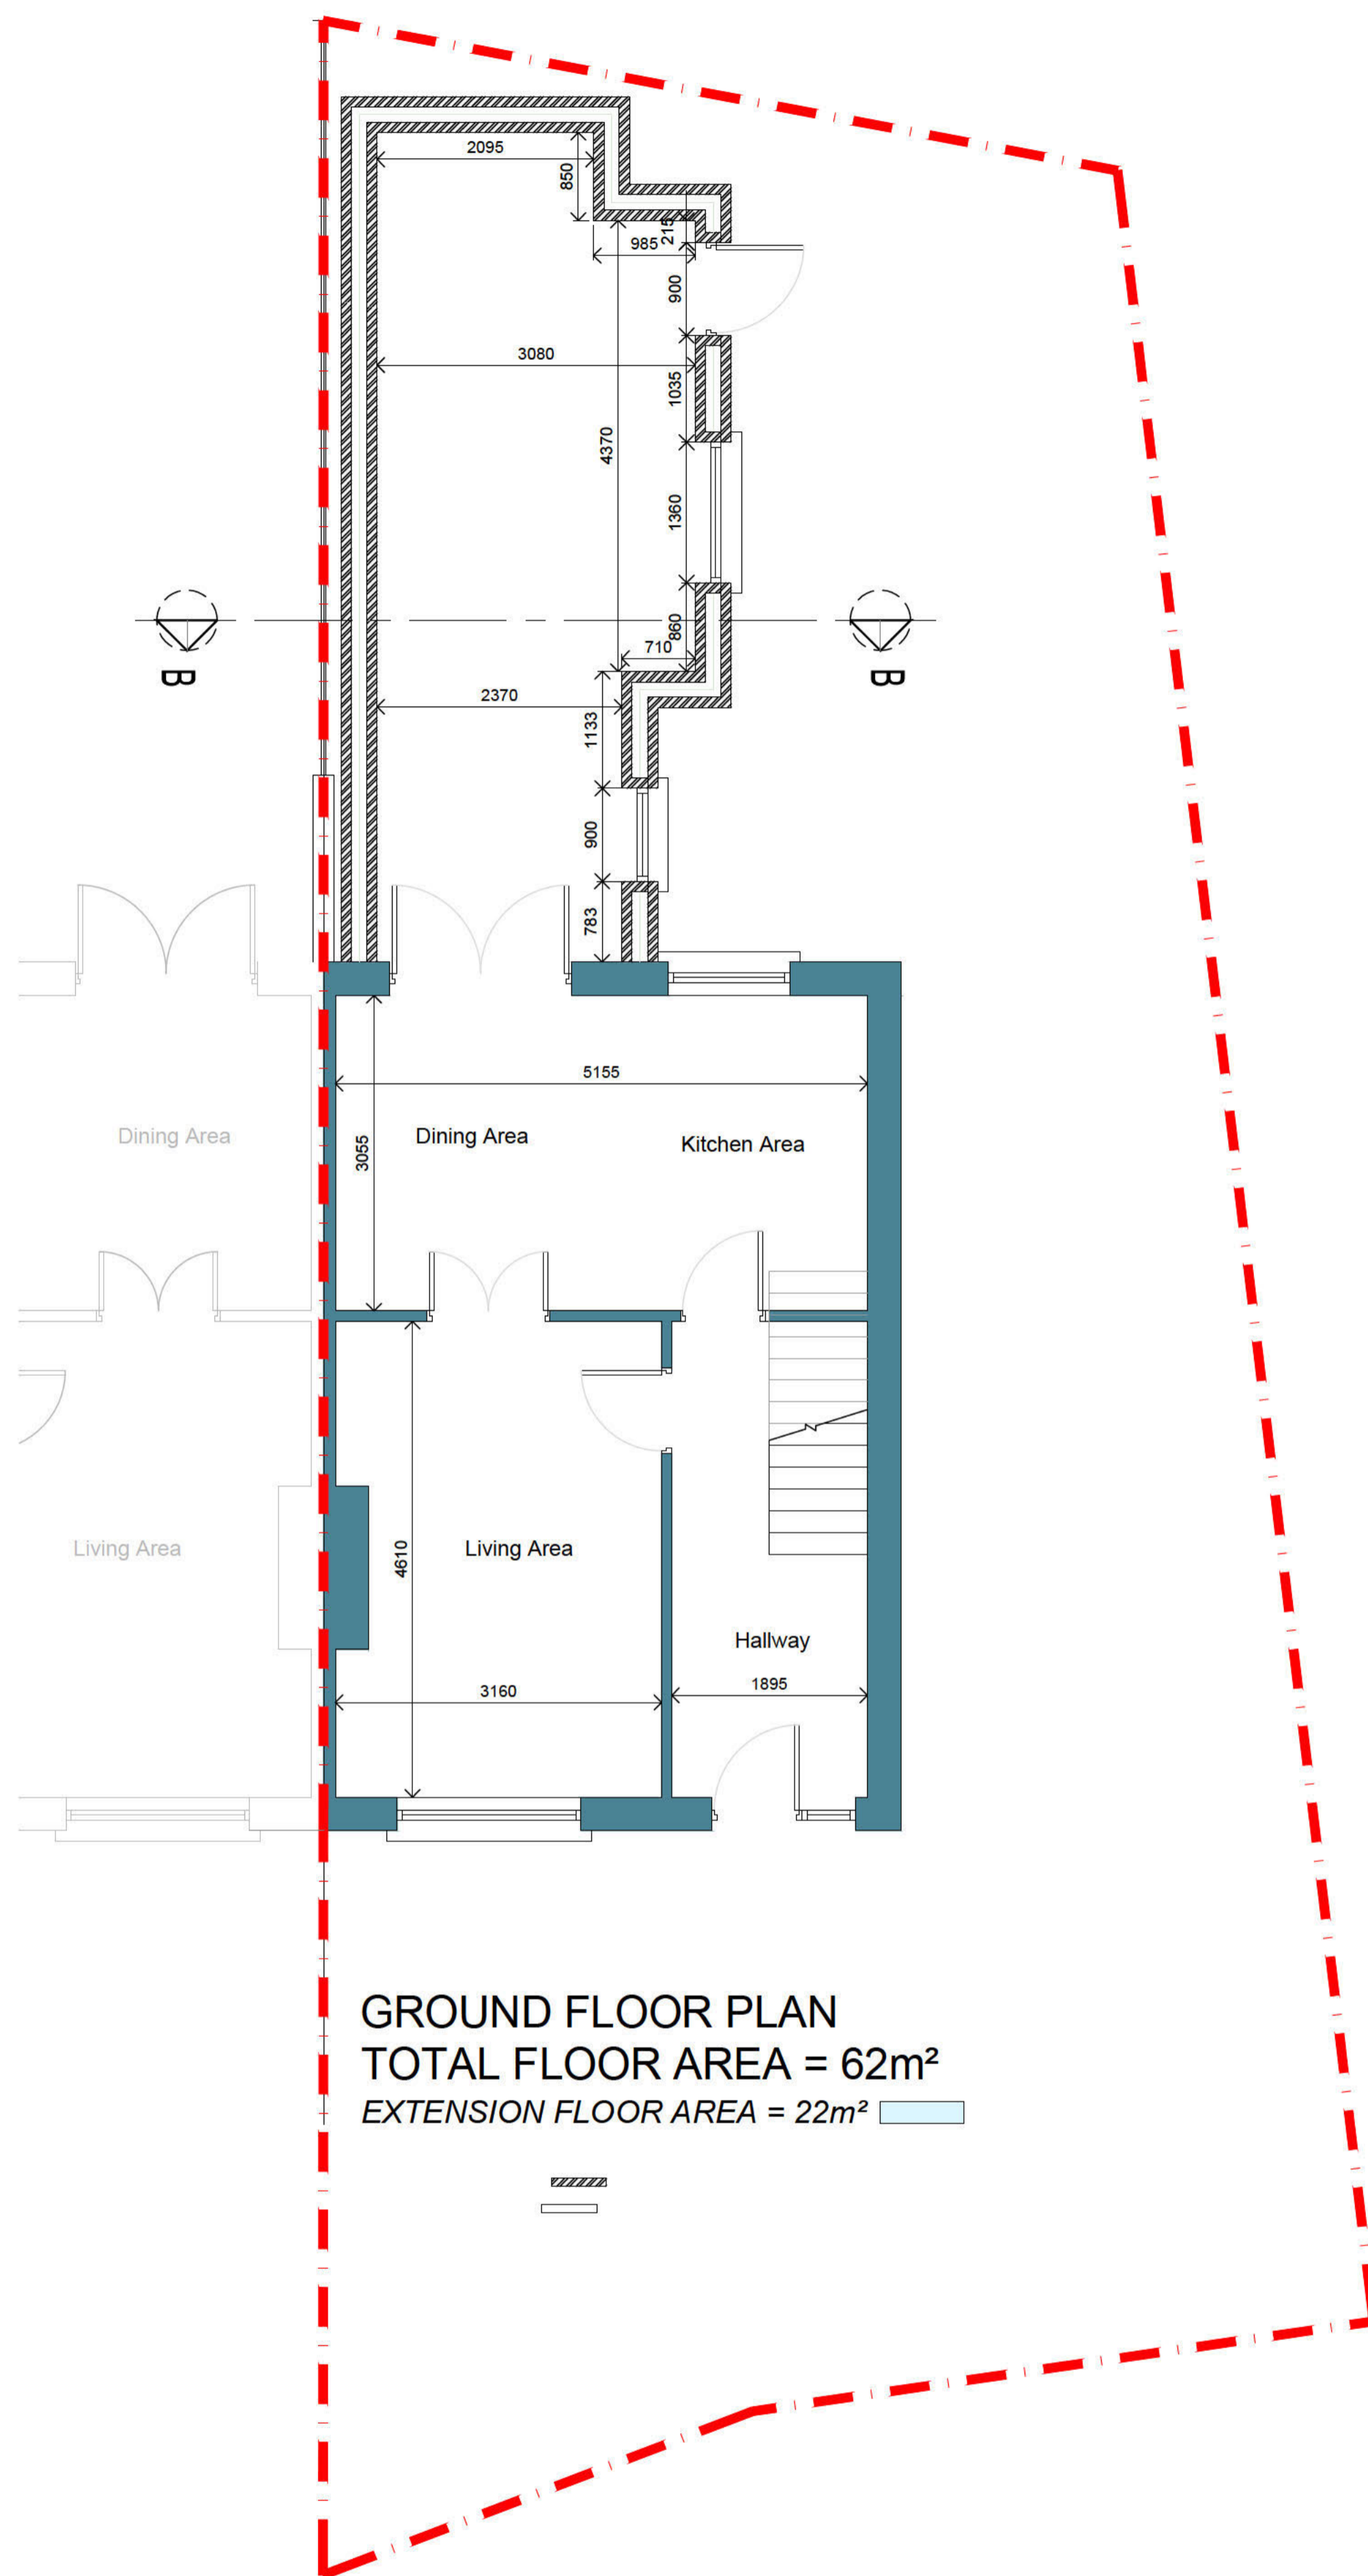 2095
850
215
985
900
3080
1035
4370
1360
860
710
B
B
2370
1133
900
783
5155
Dining Area
Dining Area
Kitchen Area
3055
Living Area
4610
Living Area
Hallway
3160
1895
GROUND FLOOR PLAN
TOTAL FLOOR AREA = 62m²
EXTENSION FLOOR AREA = 22m²